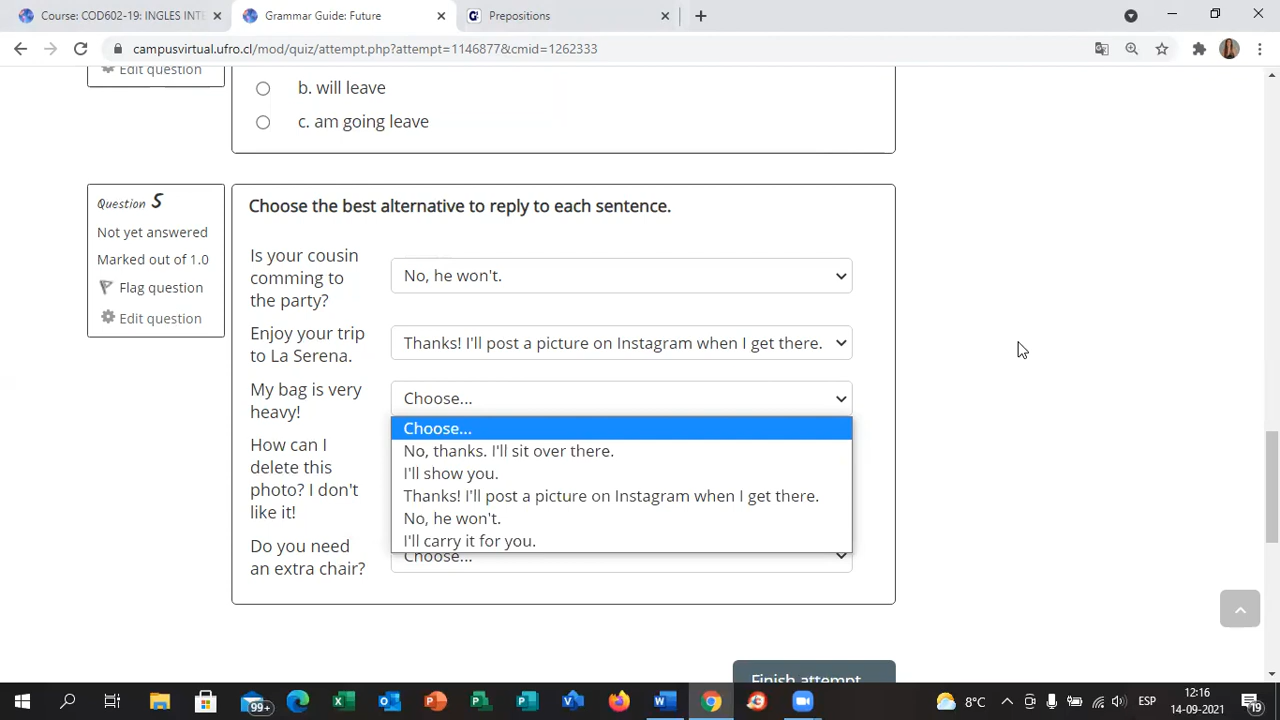 Course: COD602-19: INGLES INTE
Grammar Guide: Future
Prepositions
campusvirtual.ufro.cl/mod/quiz/attempt.php?attempt=1146877&cmid=1262333
Edit question
b. will leave
c. am going leave
Question 5
Not yet answered
Marked out of 1.0
Flag question
Edit question
Choose the best alternative to reply to each sentence.
Is your cousin
comming to
the party?
No, he won't.
Enjoy your trip
to La Serena.
Thanks! I'll post a picture on Instagram when I get there.
My bag is very
heavy!
Choose...
Choose...
No, thanks. I'll sit over there.
I'll show you.
Thanks! I'll post a picture on Instagram when I get there.
No, he won't.
I'll carry it for you.
How can I
delete this
photo? I don't
like it!
Do you need
an extra chair?
Choose...
Finish attempt
99+
8°C
ESP
12:16
14-09-2021
19